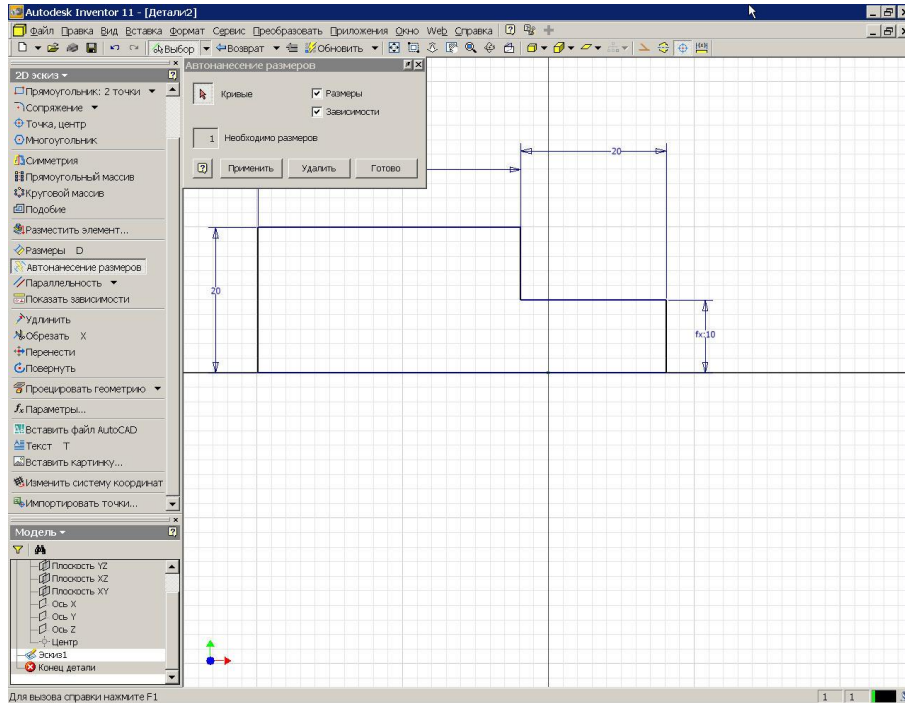 Autodesk Inventor 11 - [Детали2]
Файл Правка Вид Вставка Формат Сервис Преобразовать Приложения Окно Web Справка
Выбор Возврат Обновить
2D эскиз
Прямоугольник: 2 точки
Сопряжение
Точка, центр
Многоугольник
Симметрия
Прямоугольный массив
Круговой массив
Подобие
Разместить элемент...
Размеры D
Автонанесение размеров
Параллельность
Показать зависимости
Удлинить
Обрезать X
Перенести
Повернуть
Проецировать геометрию
fx Параметры...
Вставить файл AutoCAD
Текст T
Вставить картинку...
Изменить систему координат
Импортировать точки...
Автонанесение размеров
Кривые
Размеры
Зависимости
1 Необходимо размеров
Применить Удалить Готово
20
20
fx:10
Модель
Плоскость YZ
Плоскость XZ
Плоскость XY
Ось X
Ось Y
Ось Z
Центр
Эскиз1
Конец детали
Для вызова справки нажмите F1
1 1